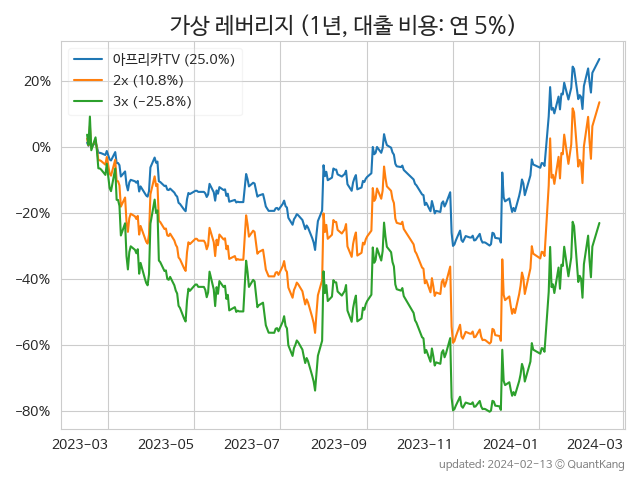 가상 레버리지 (1년, 대출 비용: 연 5%)
아프리카TV (25.0%)
2x (10.8%)
3x (−25.8%)
20%
0%
−20%
−40%
−60%
−80%
2023-03 2023-05 2023-07 2023-09 2023-11 2024-01 2024-03
updated: 2024-02-13 © QuantKang